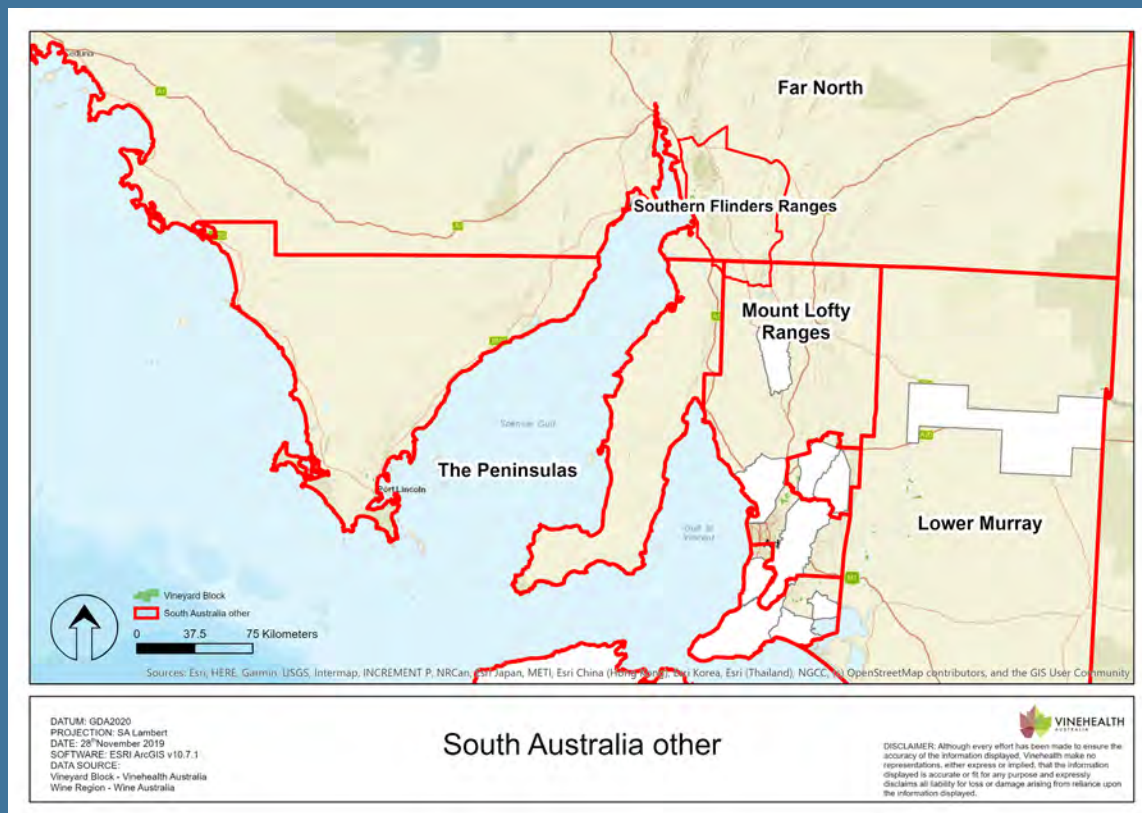 Far North
Southern Flinders Ranges
Mount Lofty
Ranges
Spencer Gulf
The Peninsulas
Port Lincoln
Lower Murray
Gulf St
Vincent
Vineyard Block
South Australia other
0 37.5 75 Kilometers
Sources: Esri, HERE, Garmin, USGS, Intermap, INCREMENT P, NRCan, Esri Japan, METI, Esri China (Hong Kong), Esri Korea, Esri (Thailand), NGCC, (c) OpenStreetMap contributors, and the GIS User Community
DATUM: GDA2020
PROJECTION: SA Lambert
DATE: 28thNovember 2019
SOFTWARE: ESRI ArcGIS v10.7.1
DATA SOURCE:
Vineyard Block - Vinehealth Australia
Wine Region - Wine Australia
South Australia other
VINEHEALTH
AUSTRALIA
DISCLAIMER: Although every effort has been made to ensure the
accuracy of the information displayed, Vinehealth make no
representations, either express or implied, that the information
displayed is accurate or fit for any purpose and expressly
disclaims all liability for loss or damage arising from reliance upon
the information displayed.